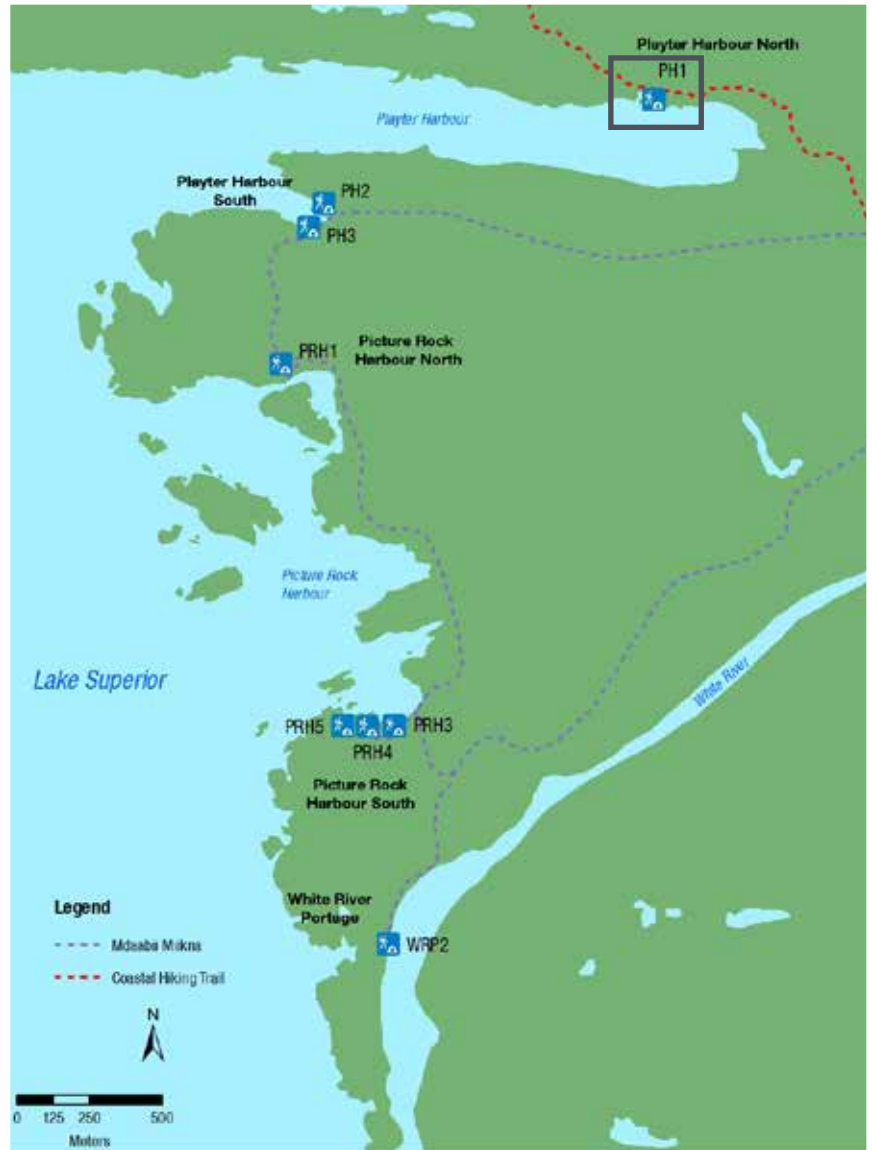 Playter Harbour North
PH1
Playter Harbour
Playter Harbour
South
PH2
PH3
PRH1
Picture Rock
Harbour North
Picture Rock
Harbour
Lake Superior
White River
PRH5
PRH4
PRH3
Picture Rock
Harbour South
White River
Portage
WRP2
Legend
Mdaabii Miikna
Coastal Hiking Trail
N
0 125 250 500
Meters